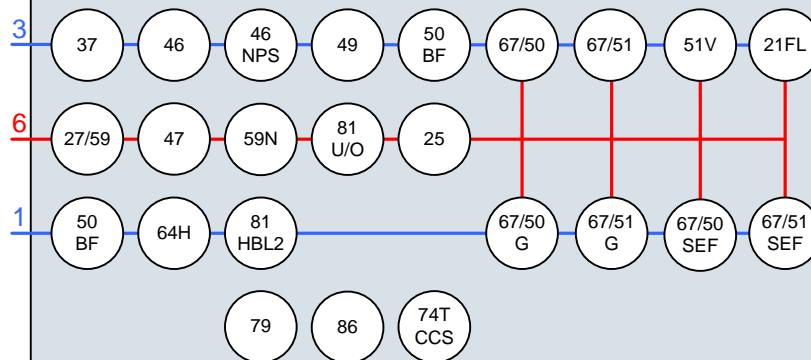 3
37
46
46
NPS
49
50
BF
67/50
67/51
51V
21FL
6
27/59
47
59N
81
U/O
25
1
50
BF
64H
81
HBL2
67/50
G
67/51
G
67/50
SEF
67/51
SEF
79
86
74T
CCS